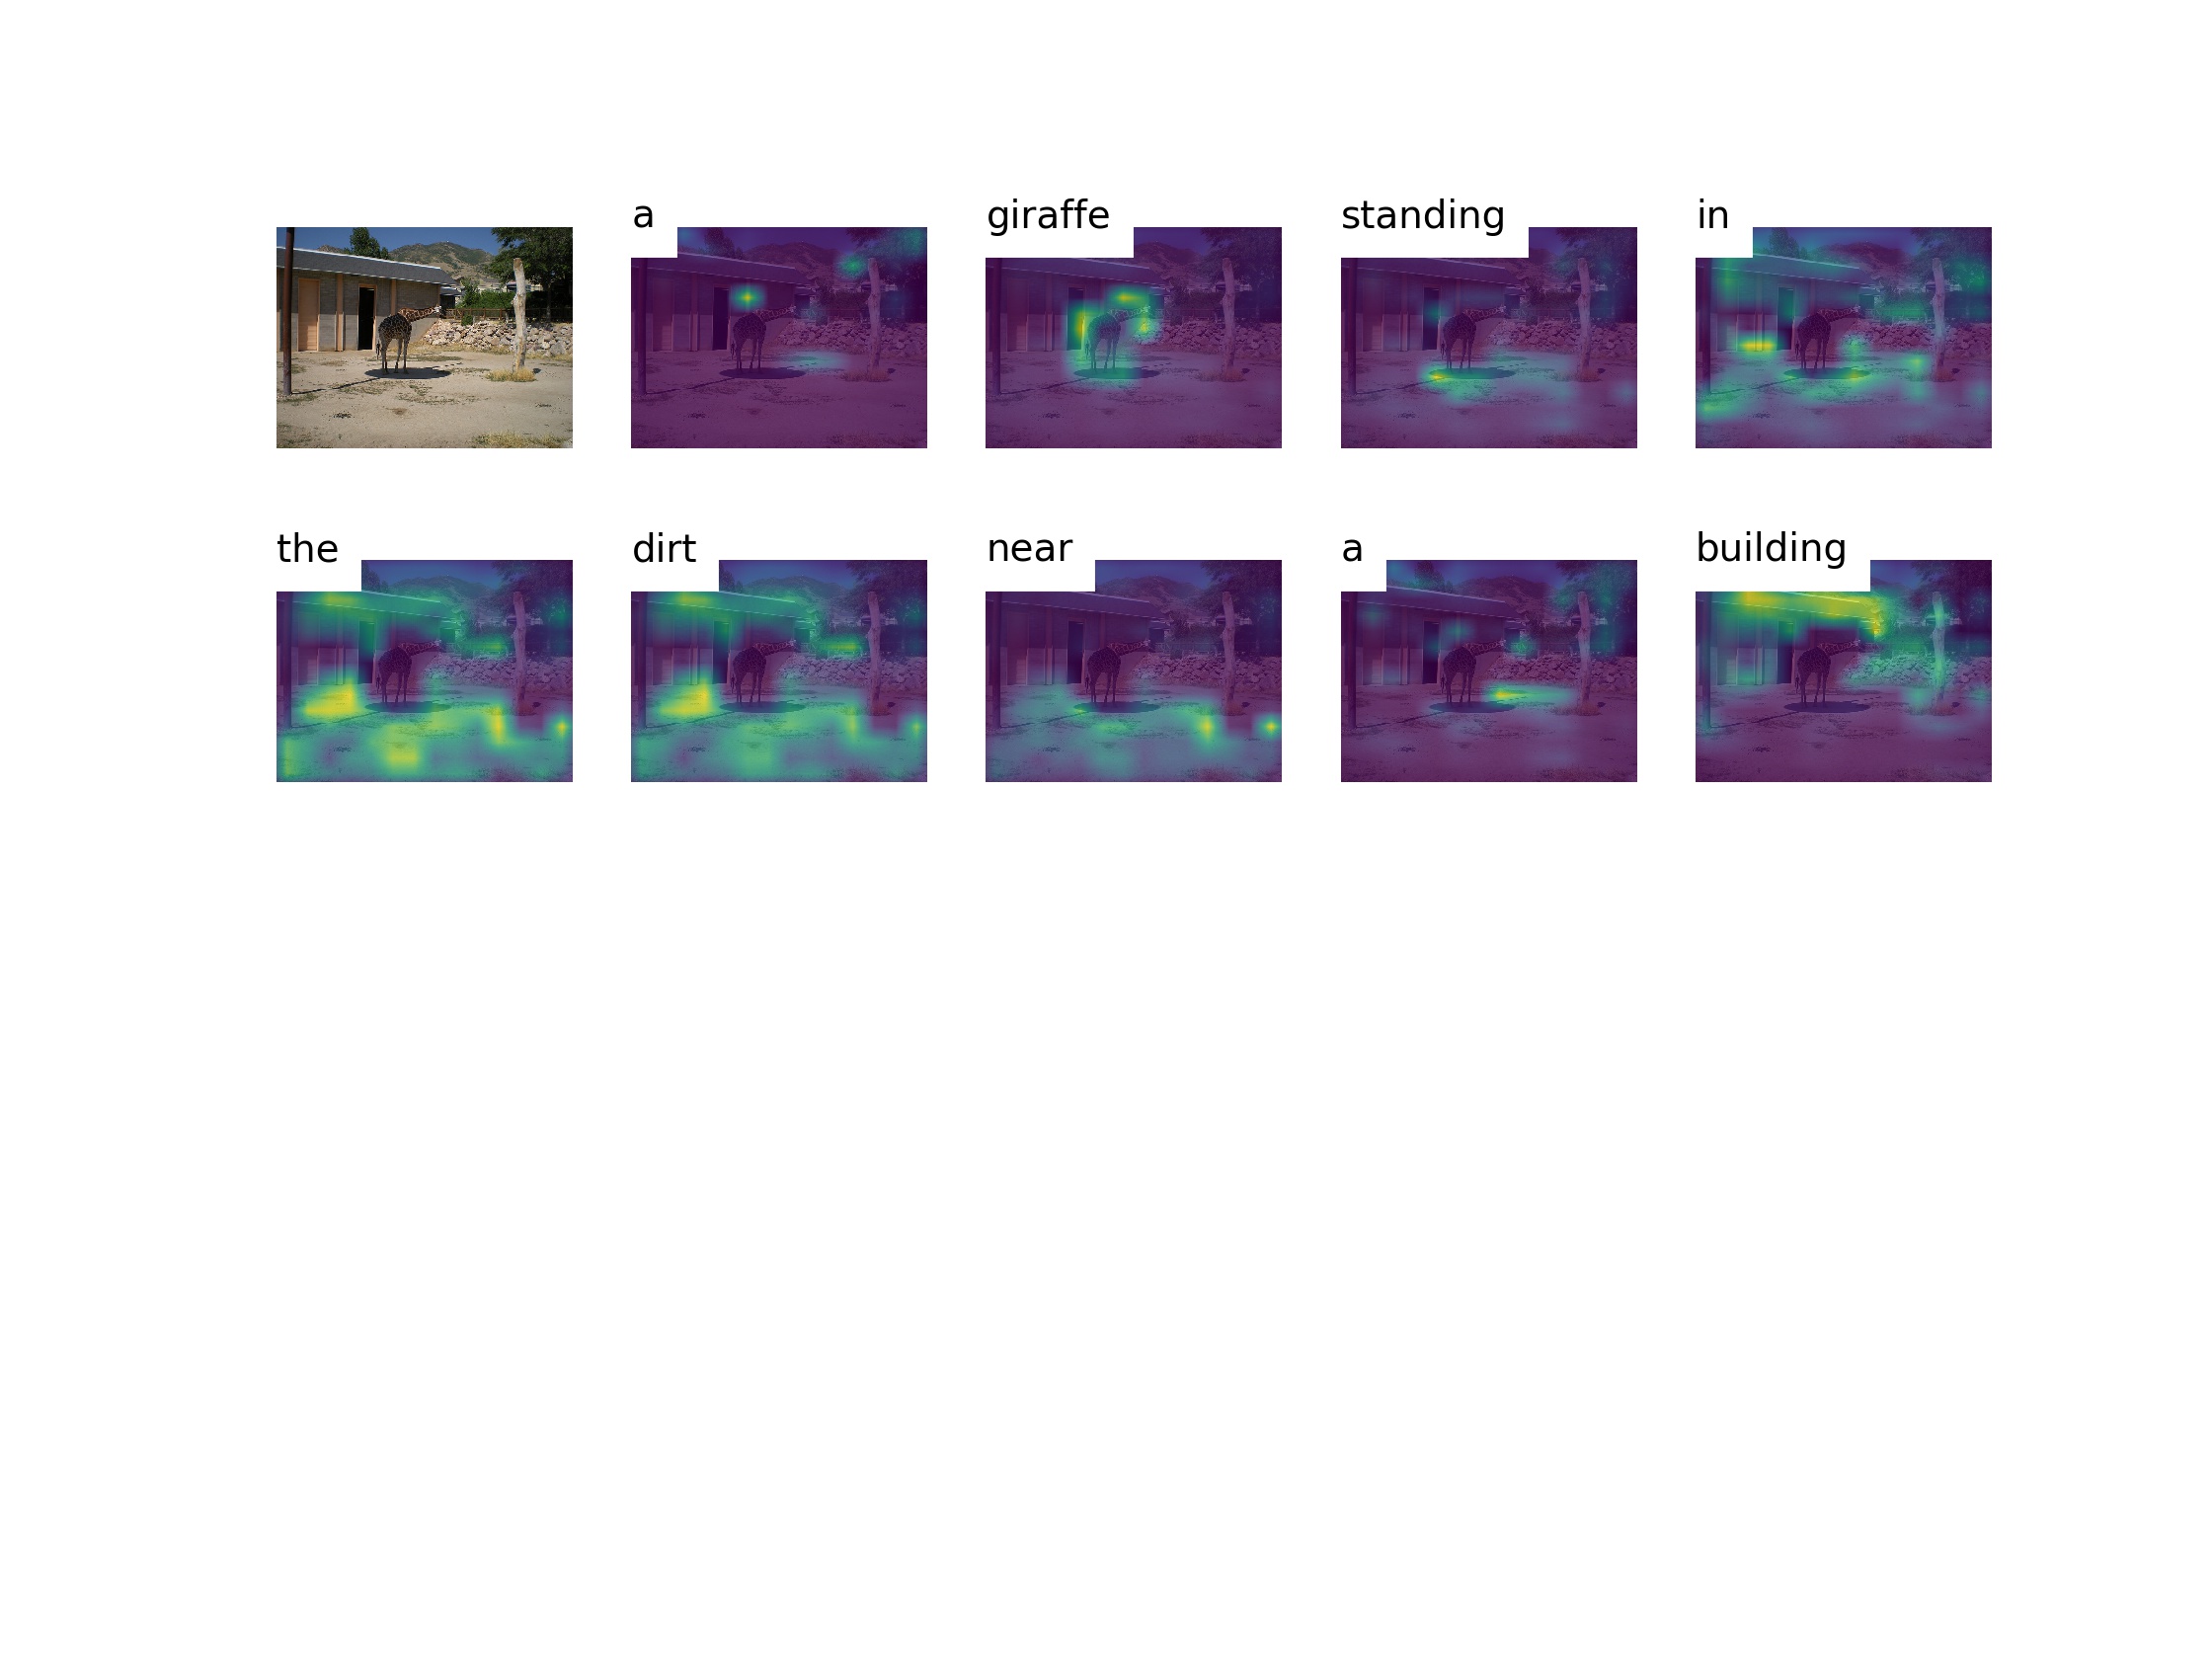 a giraffe standing in
the dirt near a building